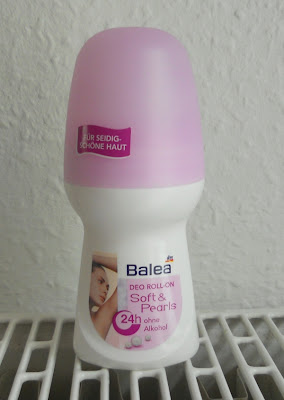 FÜR SEIDIG-
SCHÖNE HAUT
Balea
DEO ROLL-ON
Soft &
Pearls
24h ohne
Alkohol